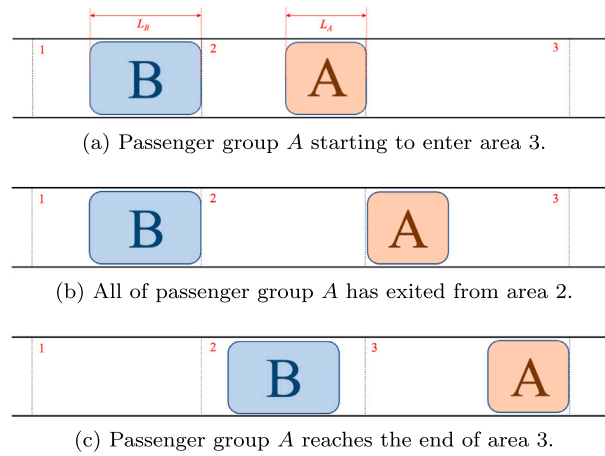 L_B L_A
1 B 2 A 3
(a) Passenger group A starting to enter area 3.
1 B 2 A 3
(b) All of passenger group A has exited from area 2.
1 2 B 3 A
(c) Passenger group A reaches the end of area 3.